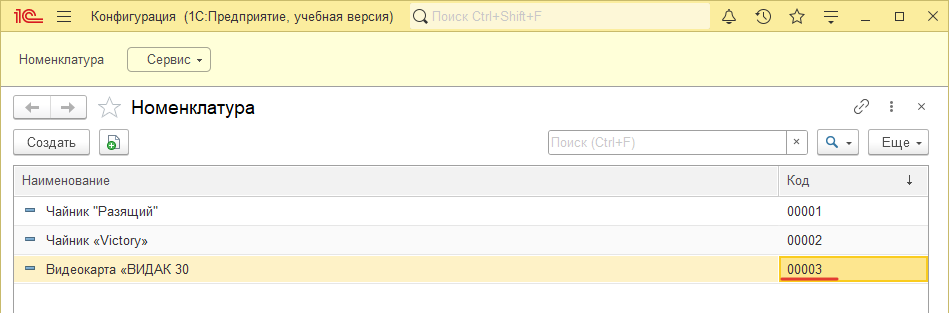 1С Конфигурация (1С:Предприятие, учебная версия) Поиск Ctrl+Shift+F
Номенклатура Сервис
Номенклатура
Создать Поиск (Ctrl+F) × Еще
Наименование Код ↓
Чайник "Разящий" 00001
Чайник «Victory» 00002
Видеокарта «ВИДАК 30 00003